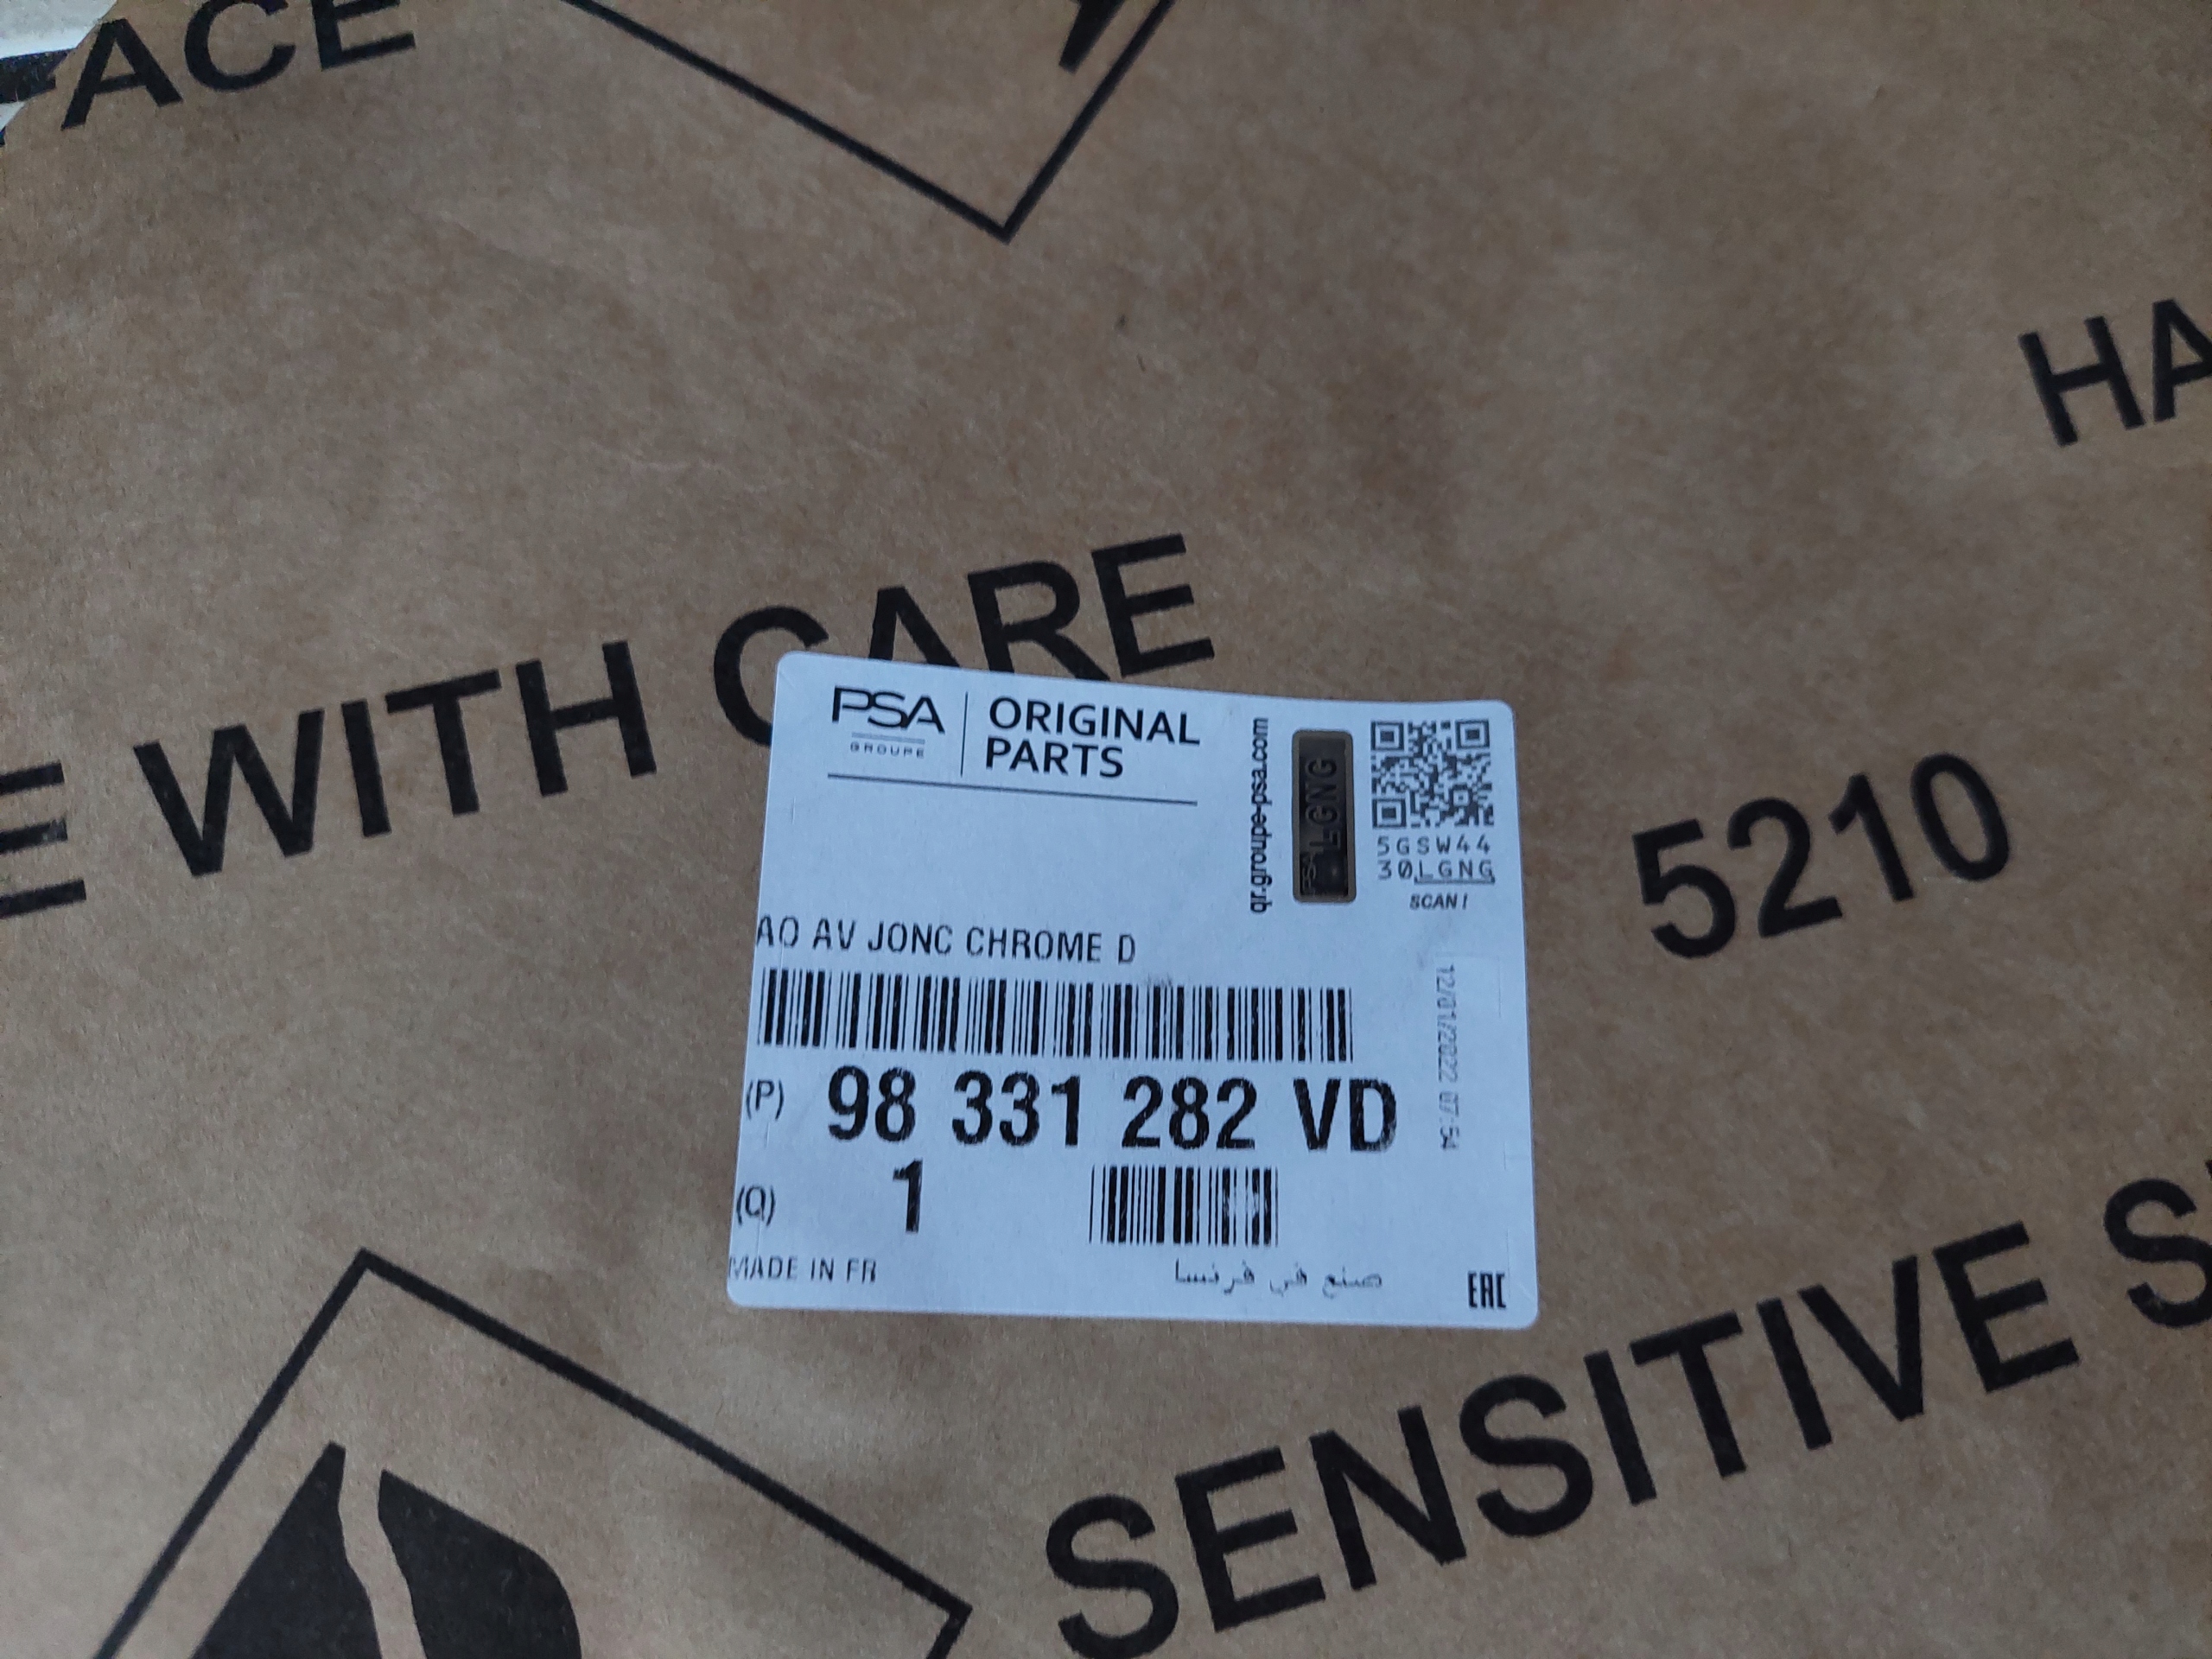 ACE
HA
E WITH CARE
PSA
GROUPE
ORIGINAL
PARTS
qr.groupe-psa.com
PSA LGNG
5GSW44
30LGNG
SCAN!
5210
AO AV JONC CHROME D
12/01/2022 07:54
(P) 98 331 282 VD
(Q) 1
MADE IN FR
صنع في فرنسا
EAC
SENSITIVE S